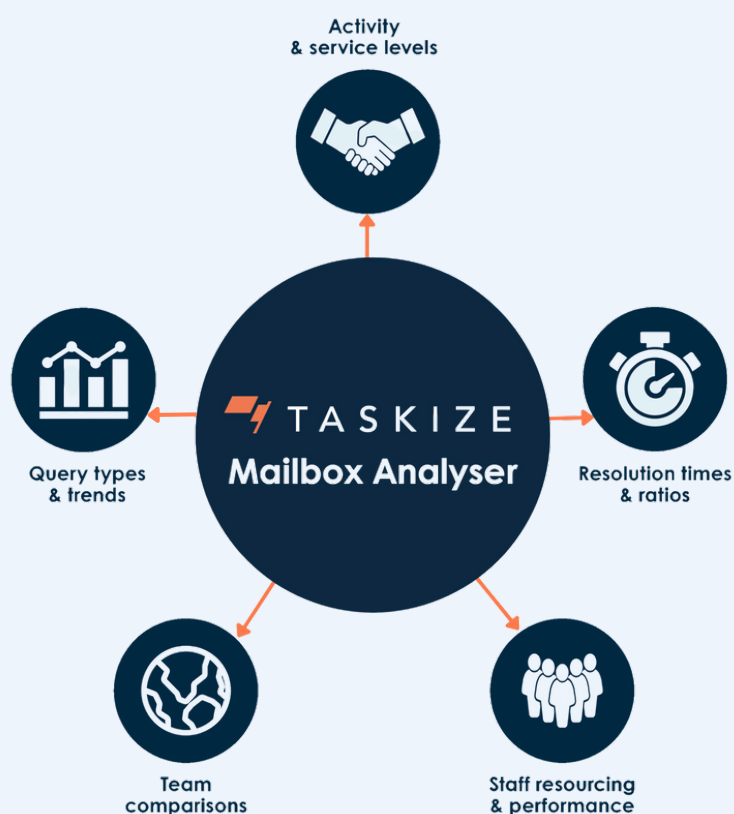 Activity
& service levels
TASKIZE
Mailbox Analyser
Query types
& trends
Resolution times
& ratios
Team
comparisons
Staff resourcing
& performance